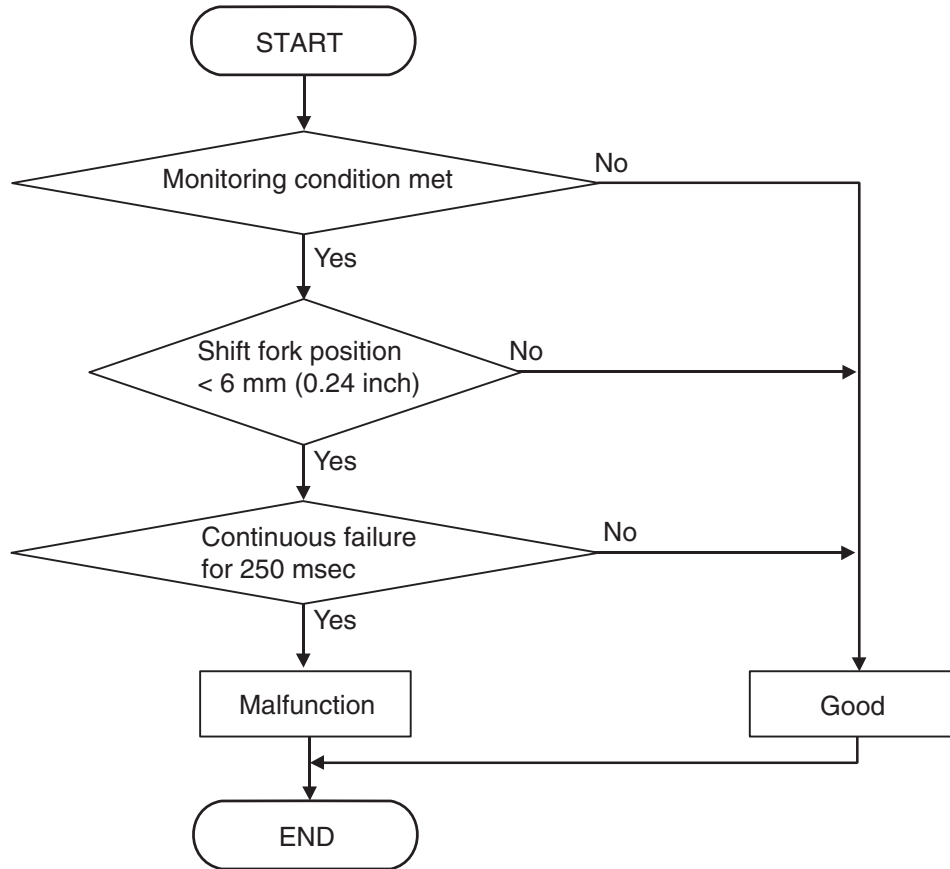 START
Monitoring condition met
No
Yes
Shift fork position
< 6 mm (0.24 inch)
No
Yes
Continuous failure
for 250 msec
No
Yes
Malfunction
Good
END